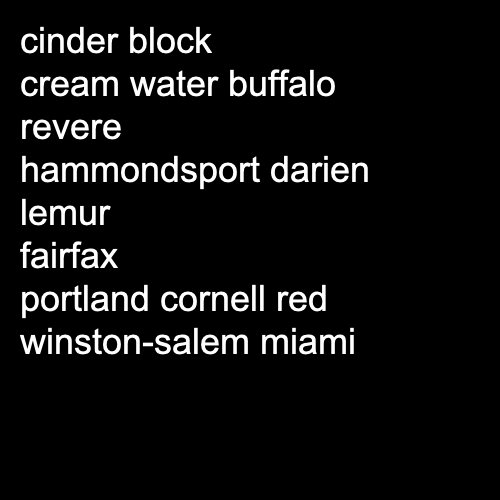 cinder block
cream water buffalo
revere
hammondsport darien
lemur
fairfax
portland cornell red
winston-salem miami